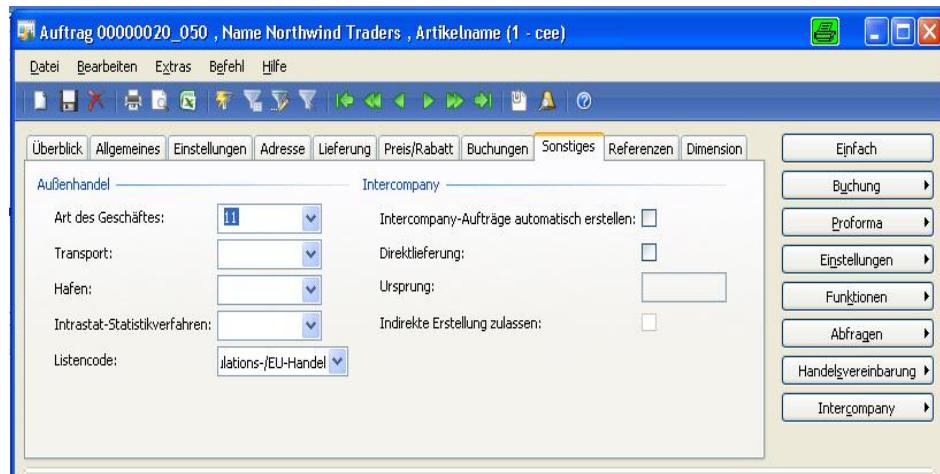 Auftrag 00000020_050 , Name Northwind Traders , Artikelname (1 - cee)
Datei Bearbeiten Extras Befehl Hilfe
Überblick Allgemeines Einstellungen Adresse Lieferung Preis/Rabatt Buchungen Sonstiges Referenzen Dimension
Außenhandel
Art des Geschäftes: 11
Transport:
Hafen:
Intrastat-Statistikverfahren:
Listencode: ulations-/EU-Handel
Intercompany
Intercompany-Aufträge automatisch erstellen:
Direktlieferung:
Ursprung:
Indirekte Erstellung zulassen:
Einfach
Buchung
Proforma
Einstellungen
Funktionen
Abfragen
Handelsvereinbarung
Intercompany